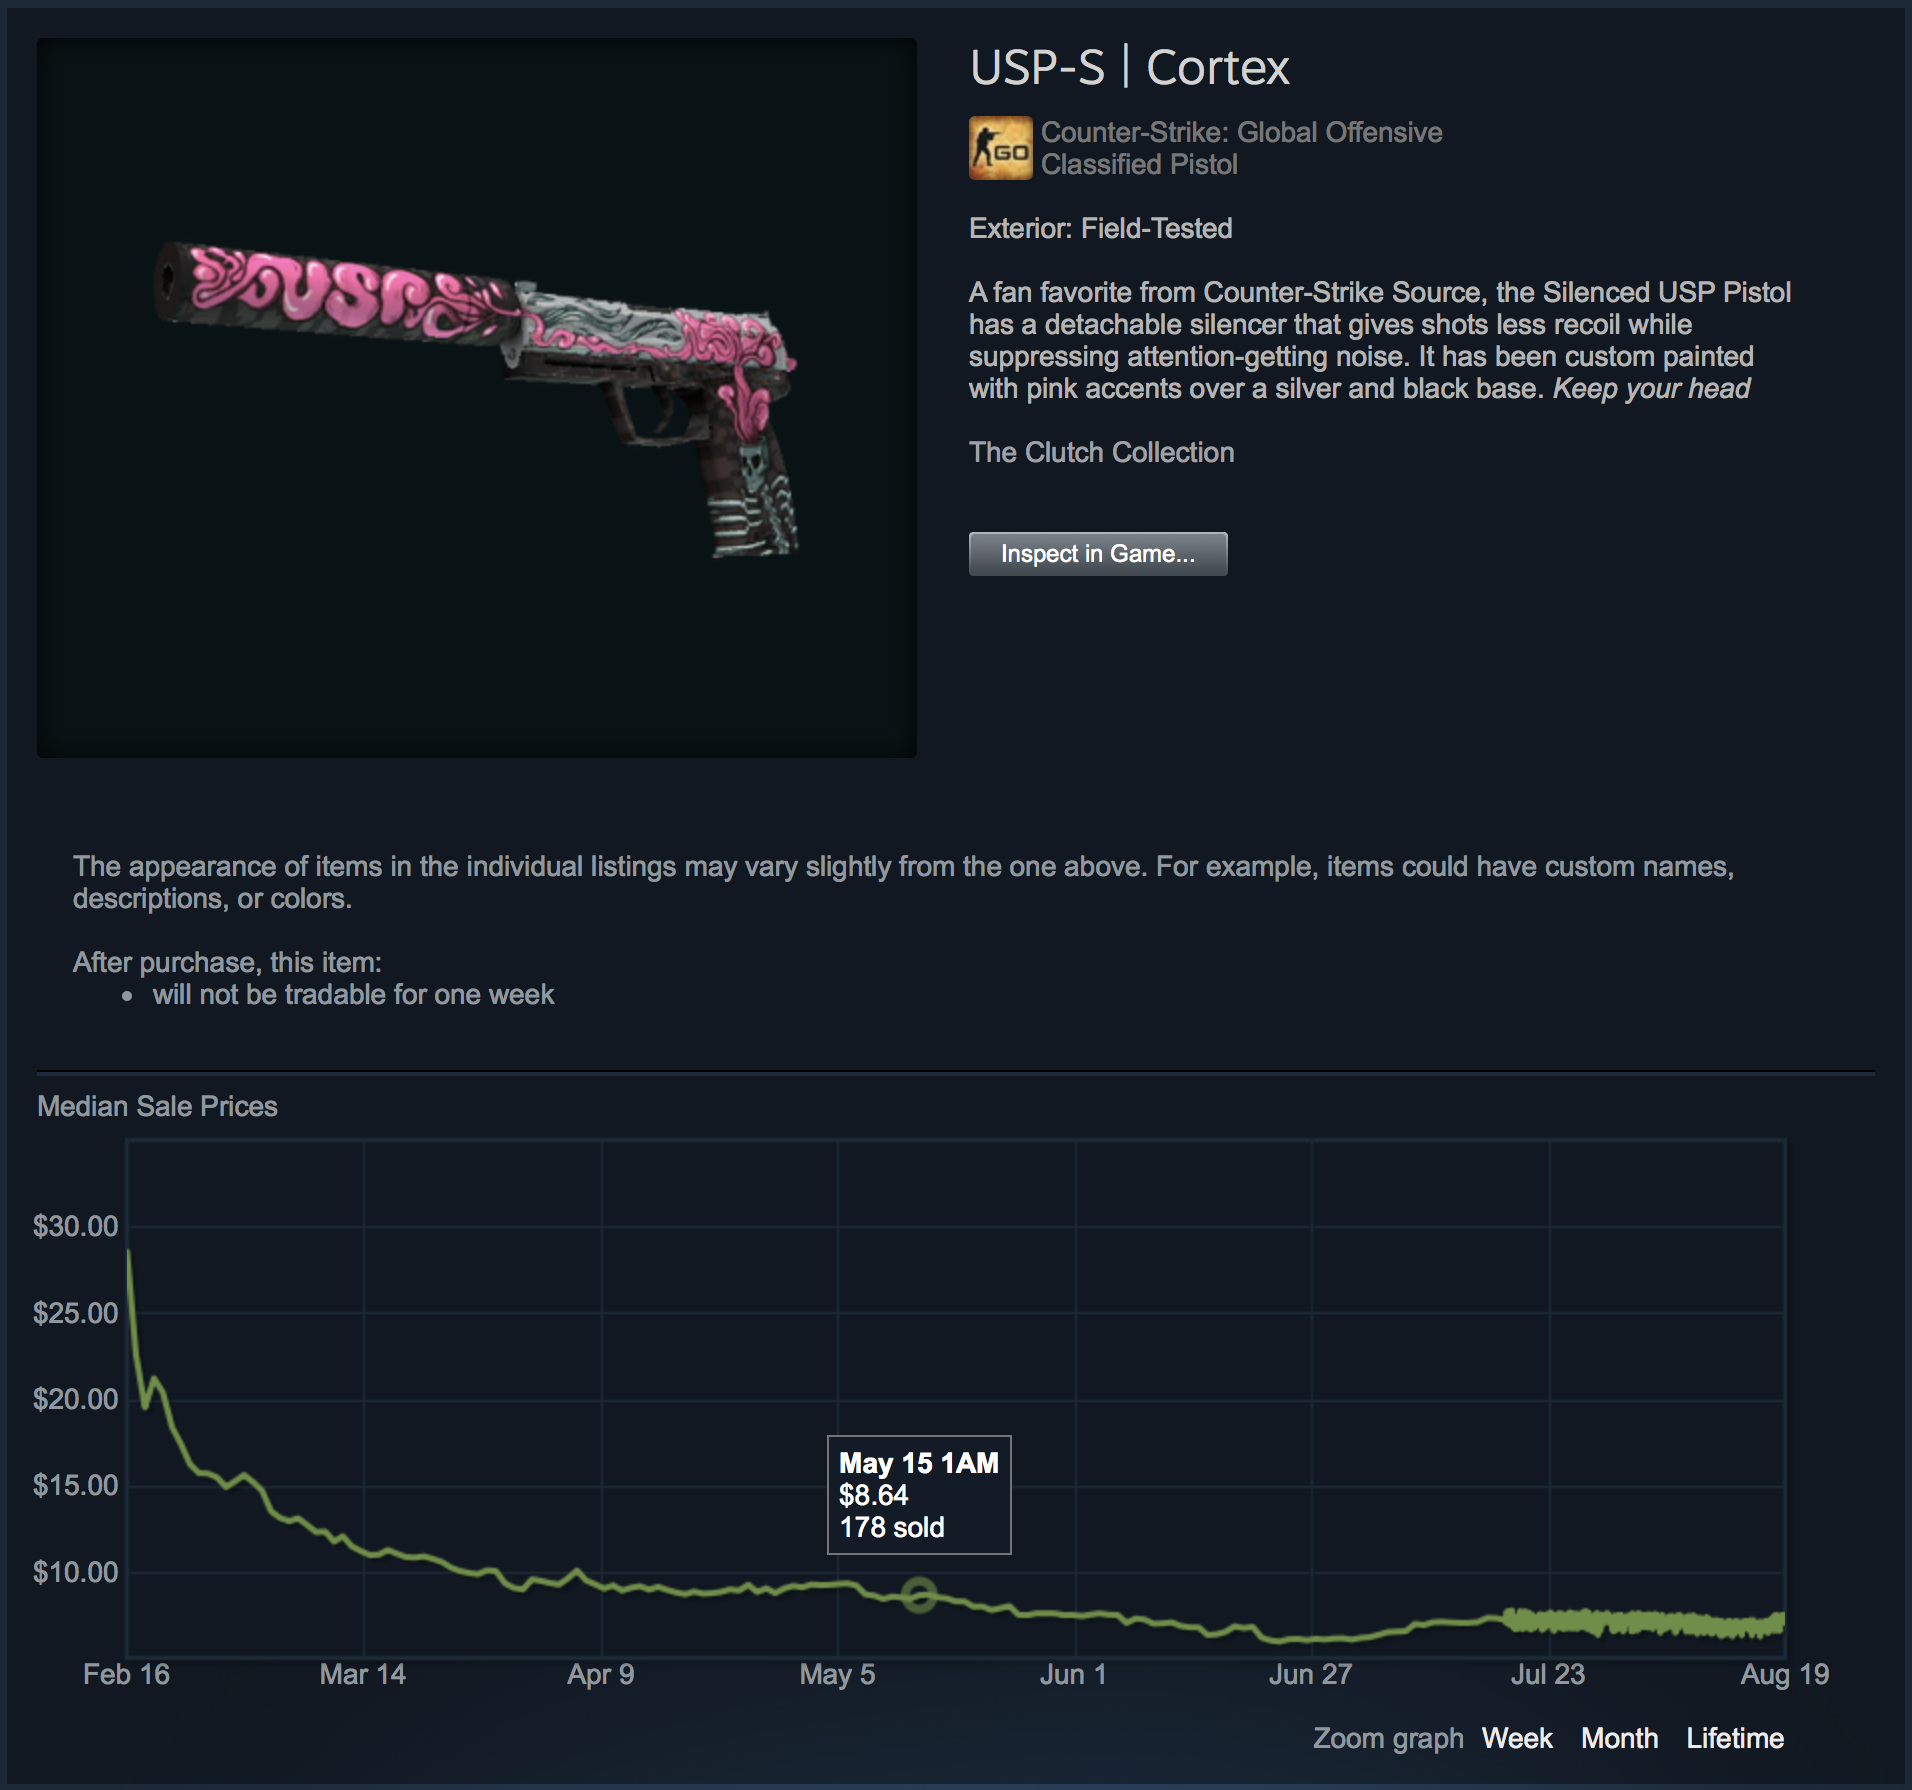 USP-S | Cortex
GO
Counter-Strike: Global Offensive
Classified Pistol
Exterior: Field-Tested
A fan favorite from Counter-Strike Source, the Silenced USP Pistol
has a detachable silencer that gives shots less recoil while
suppressing attention-getting noise. It has been custom painted
with pink accents over a silver and black base. Keep your head
The Clutch Collection
Inspect in Game...
USP
The appearance of items in the individual listings may vary slightly from the one above. For example, items could have custom names,
descriptions, or colors.
After purchase, this item:
• will not be tradable for one week
Median Sale Prices
$30.00
$25.00
$20.00
$15.00
$10.00
May 15 1AM
$8.64
178 sold
Feb 16 Mar 14 Apr 9 May 5 Jun 1 Jun 27 Jul 23 Aug 19
Zoom graph Week Month Lifetime